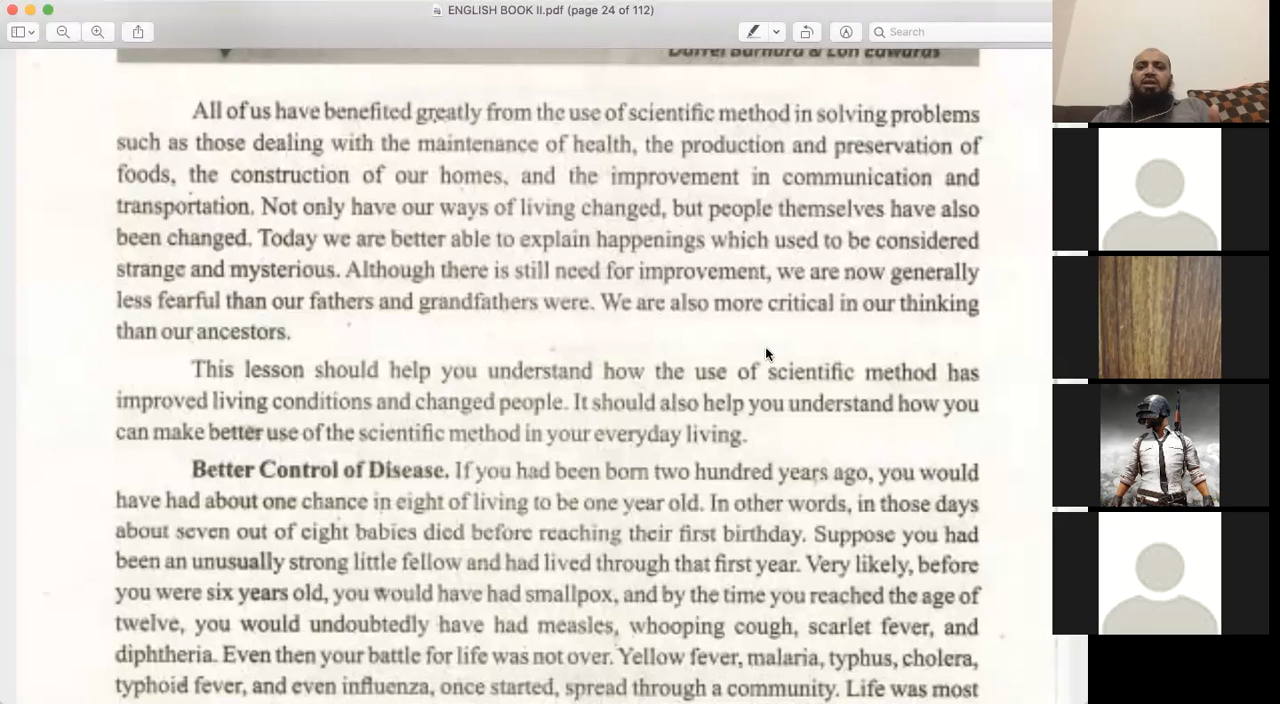 ENGLISH BOOK II.pdf (page 24 of 112)
Search
Darrel Barnard & Lon Edwards
All of us have benefited greatly from the use of scientific method in solving problems
such as those dealing with the maintenance of health, the production and preservation of
foods, the construction of our homes, and the improvement in communication and
transportation. Not only have our ways of living changed, but people themselves have also
been changed. Today we are better able to explain happenings which used to be considered
strange and mysterious. Although there is still need for improvement, we are now generally
less fearful than our fathers and grandfathers were. We are also more critical in our thinking
than our ancestors.
This lesson should help you understand how the use of scientific method has
improved living conditions and changed people. It should also help you understand how you
can make better use of the scientific method in your everyday living.
Better Control of Disease. If you had been born two hundred years ago, you would
have had about one chance in eight of living to be one year old. In other words, in those days
about seven out of eight babies died before reaching their first birthday. Suppose you had
been an unusually strong little fellow and had lived through that first year. Very likely, before
you were six years old, you would have had smallpox, and by the time you reached the age of
twelve, you would undoubtedly have had measles, whooping cough, scarlet fever, and
diphtheria. Even then your battle for life was not over. Yellow fever, malaria, typhus, cholera,
typhoid fever, and even influenza, once started, spread through a community. Life was most